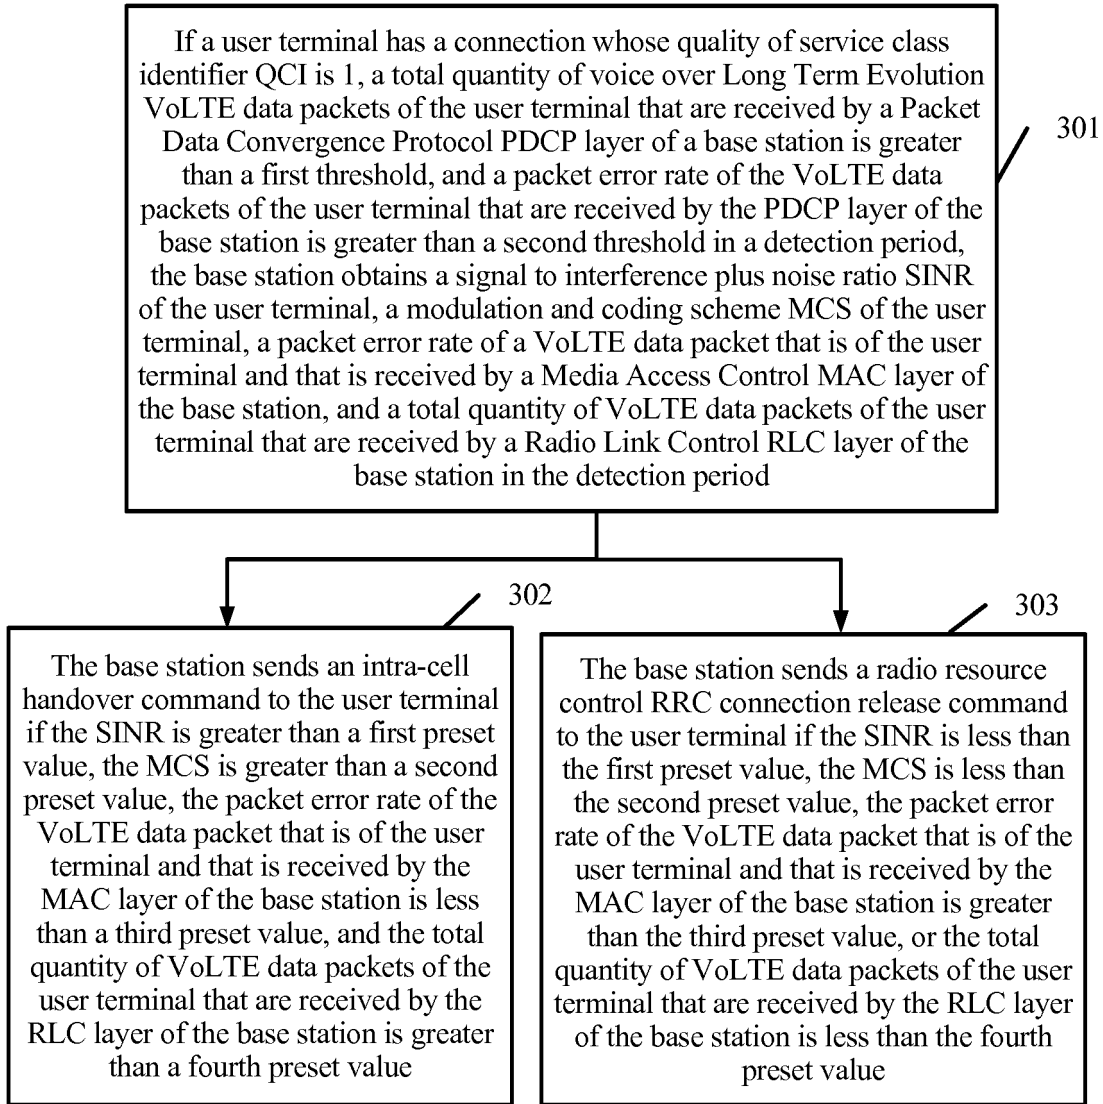 If a user terminal has a connection whose quality of service class
identifier QCI is 1, a total quantity of voice over Long Term Evolution
VoLTE data packets of the user terminal that are received by a Packet
Data Convergence Protocol PDCP layer of a base station is greater
than a first threshold, and a packet error rate of the VoLTE data
packets of the user terminal that are received by the PDCP layer of the
base station is greater than a second threshold in a detection period,
the base station obtains a signal to interference plus noise ratio SINR
of the user terminal, a modulation and coding scheme MCS of the user
terminal, a packet error rate of a VoLTE data packet that is of the user
terminal and that is received by a Media Access Control MAC layer of
the base station, and a total quantity of VoLTE data packets of the user
terminal that are received by a Radio Link Control RLC layer of the
base station in the detection period
301
302
The base station sends an intra-cell
handover command to the user terminal
if the SINR is greater than a first preset
value, the MCS is greater than a second
preset value, the packet error rate of the
VoLTE data packet that is of the user
terminal and that is received by the
MAC layer of the base station is less
than a third preset value, and the total
quantity of VoLTE data packets of the
user terminal that are received by the
RLC layer of the base station is greater
than a fourth preset value
303
The base station sends a radio resource
control RRC connection release command
to the user terminal if the SINR is less than
the first preset value, the MCS is less than
the second preset value, the packet error
rate of the VoLTE data packet that is of the
user terminal and that is received by the
MAC layer of the base station is greater
than the third preset value, or the total
quantity of VoLTE data packets of the user
terminal that are received by the RLC layer
of the base station is less than the fourth
preset value